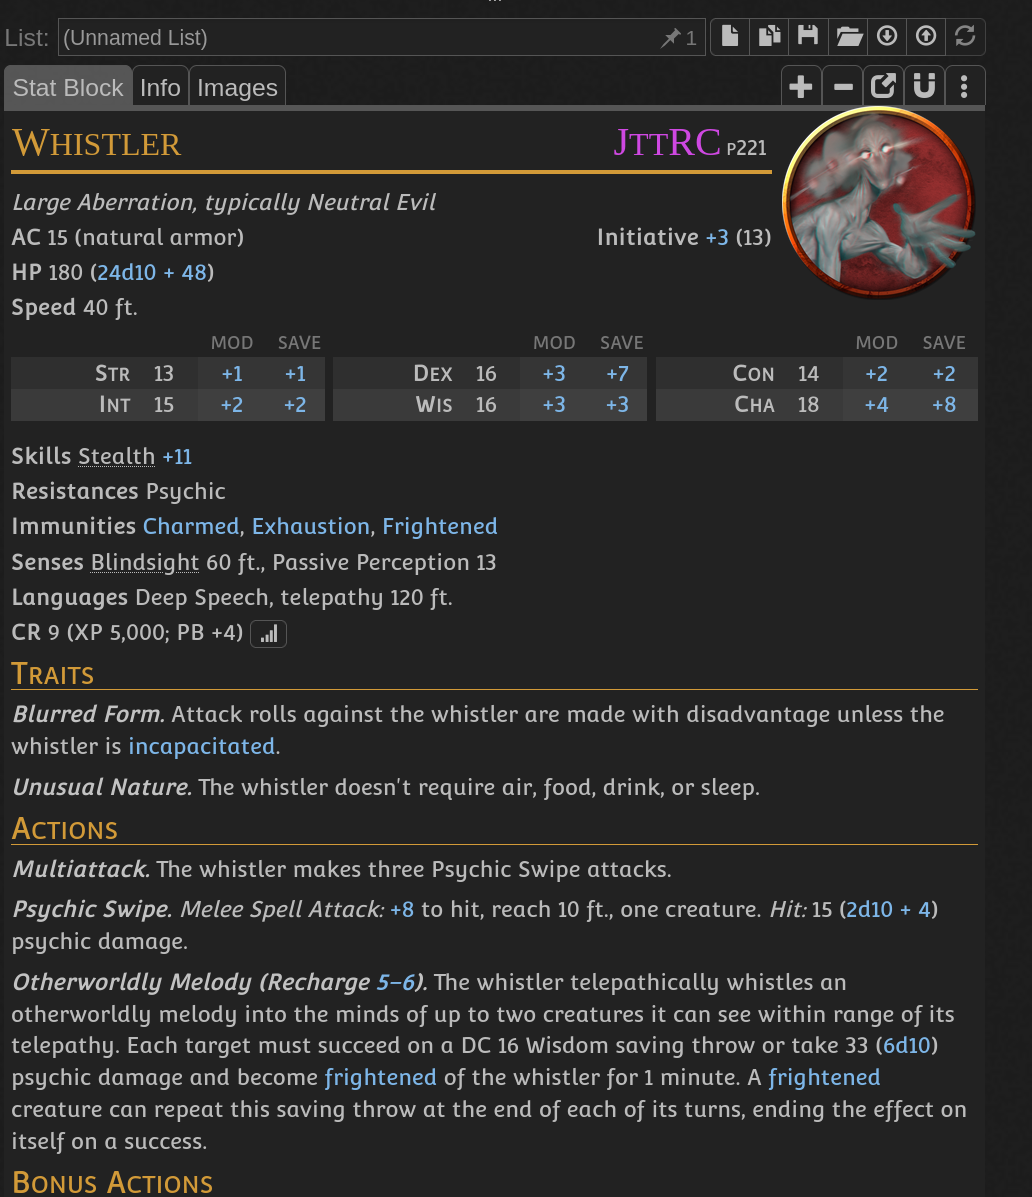 List: (Unnamed List) 1
Stat Block Info Images
Whistler JttRC p221
Large Aberration, typically Neutral Evil
AC 15 (natural armor) Initiative +3 (13)
HP 180 (24d10 + 48)
Speed 40 ft.
MOD SAVE MOD SAVE MOD SAVE
Str 13 +1 +1 Dex 16 +3 +7 Con 14 +2 +2
Int 15 +2 +2 Wis 16 +3 +3 Cha 18 +4 +8
Skills Stealth +11
Resistances Psychic
Immunities Charmed, Exhaustion, Frightened
Senses Blindsight 60 ft., Passive Perception 13
Languages Deep Speech, telepathy 120 ft.
CR 9 (XP 5,000; PB +4)
Traits
Blurred Form. Attack rolls against the whistler are made with disadvantage unless the
whistler is incapacitated.
Unusual Nature. The whistler doesn't require air, food, drink, or sleep.
Actions
Multiattack. The whistler makes three Psychic Swipe attacks.
Psychic Swipe. Melee Spell Attack: +8 to hit, reach 10 ft., one creature. Hit: 15 (2d10 + 4)
psychic damage.
Otherworldly Melody (Recharge 5–6). The whistler telepathically whistles an
otherworldly melody into the minds of up to two creatures it can see within range of its
telepathy. Each target must succeed on a DC 16 Wisdom saving throw or take 33 (6d10)
psychic damage and become frightened of the whistler for 1 minute. A frightened
creature can repeat this saving throw at the end of each of its turns, ending the effect on
itself on a success.
Bonus Actions